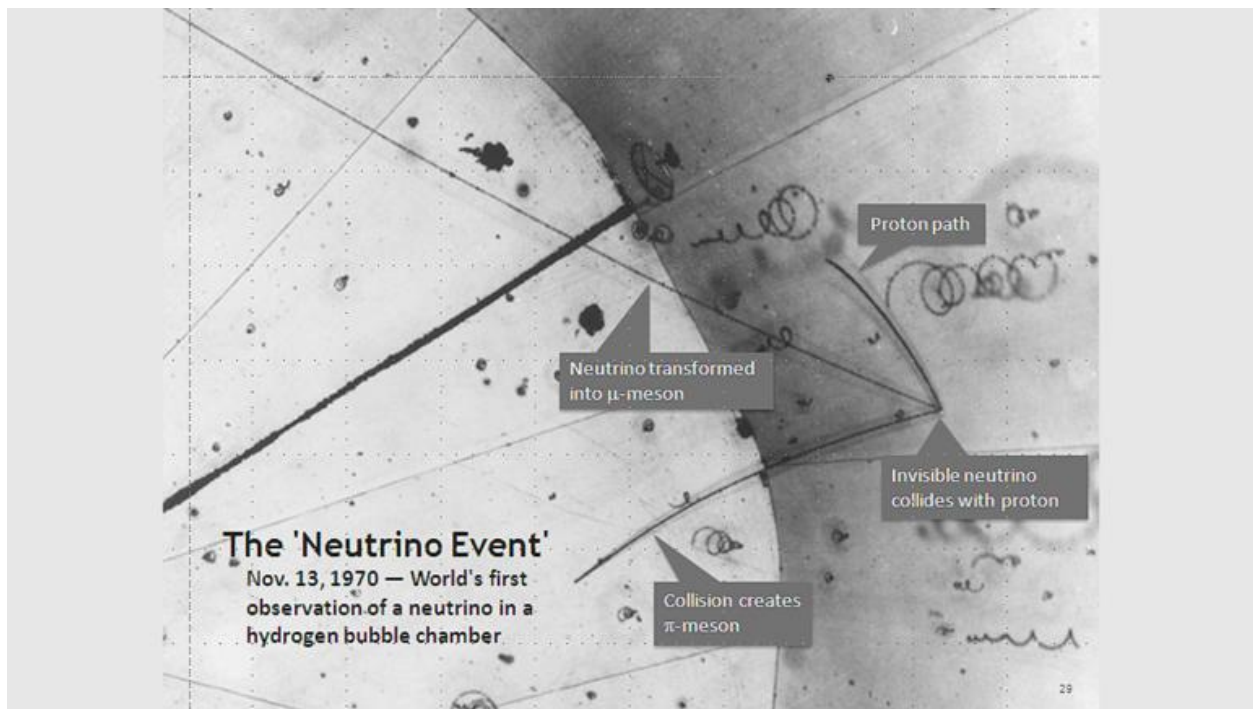 Proton path
Neutrino transformed
into μ-meson
Invisible neutrino
collides with proton
The 'Neutrino Event'
Nov. 13, 1970 — World's first
observation of a neutrino in a
hydrogen bubble chamber
Collision creates
π-meson
29